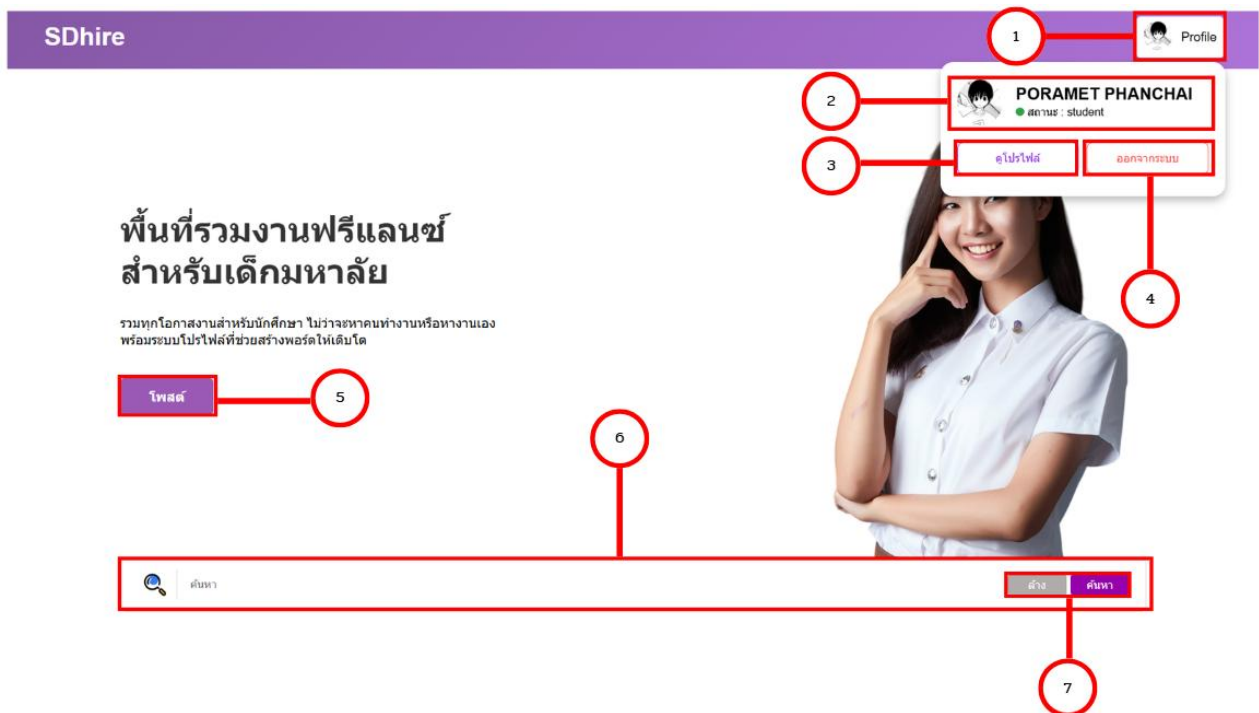 SDhire
1
Profile
2
PORAMET PHANCHAI
สถานะ : student
3
ดูโปรไฟล์
ออกจากระบบ
4
พื้นที่รวมงานฟรีแลนซ์
สำหรับเด็กมหาลัย
รวมทุกโอกาสงานสำหรับนักศึกษา ไม่ว่าจะหาคนทำงานหรือหางานเอง
พร้อมระบบโปรไฟล์ที่ช่วยสร้างพอร์ตให้เติบโต
โพสต์
5
6
ค้นหา
ล้าง
ค้นหา
7